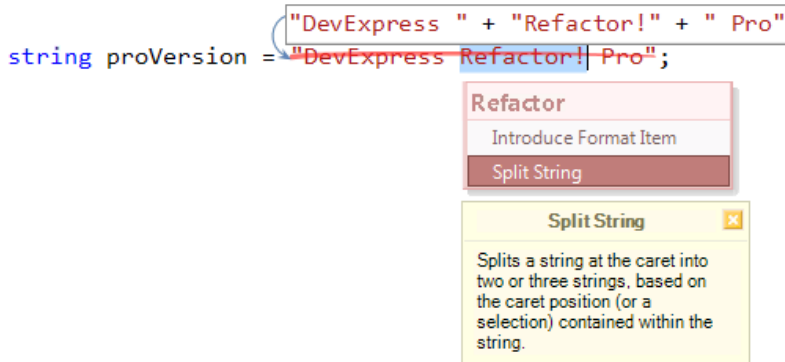 "DevExpress " + "Refactor!" + " Pro"
string proVersion = "DevExpress Refactor! Pro";
Refactor
Introduce Format Item
Split String
Split String
Splits a string at the caret into
two or three strings, based on
the caret position (or a
selection) contained within the
string.